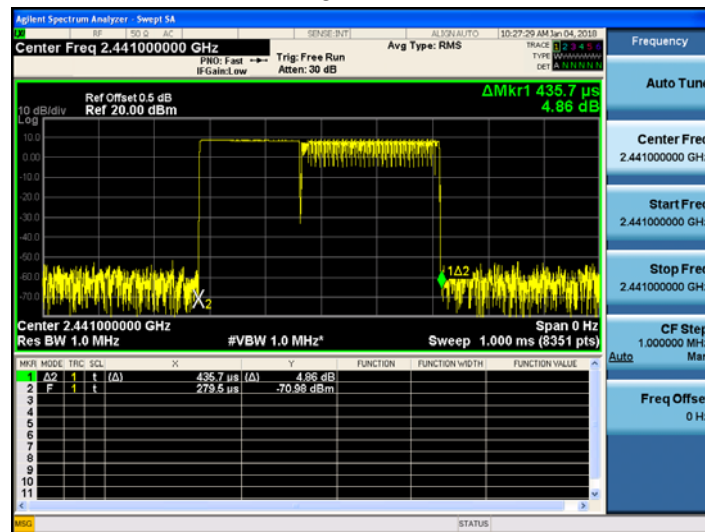 Agilent Spectrum Analyzer - Swept SA
RF 50 Ω AC SENSE:INT ALIGN AUTO 10:27:29 AM Jan 04, 2018
Center Freq 2.441000000 GHz
PNO: Fast
IFGain:Low
Trig: Free Run
Atten: 30 dB
Avg Type: RMS
TRACE 1 2 3 4 5 6
TYPE
DET A N N N N N
Ref Offset 0.5 dB
10 dB/div Ref 20.00 dBm
Log
ΔMkr1 435.7 µs
4.86 dB
10.0
0.00
-10.0
-20.0
-30.0
-40.0
-50.0
-60.0
-70.0
1Δ2
X2
Center 2.441000000 GHz Span 0 Hz
Res BW 1.0 MHz #VBW 1.0 MHz* Sweep 1.000 ms (8351 pts)
MKR MODE TRC SCL X Y FUNCTION FUNCTION WIDTH FUNCTION VALUE
1 Δ2 1 t (Δ) 435.7 µs (Δ) 4.86 dB
2 F 1 t 279.5 µs -70.98 dBm
3
4
5
6
7
8
9
10
11
MSG STATUS
Frequency
Auto Tune
Center Freq
2.441000000 GH
Start Freq
2.441000000 GH
Stop Freq
2.441000000 GH
CF Step
1.000000 MH
Auto Man
Freq Offse
0 H